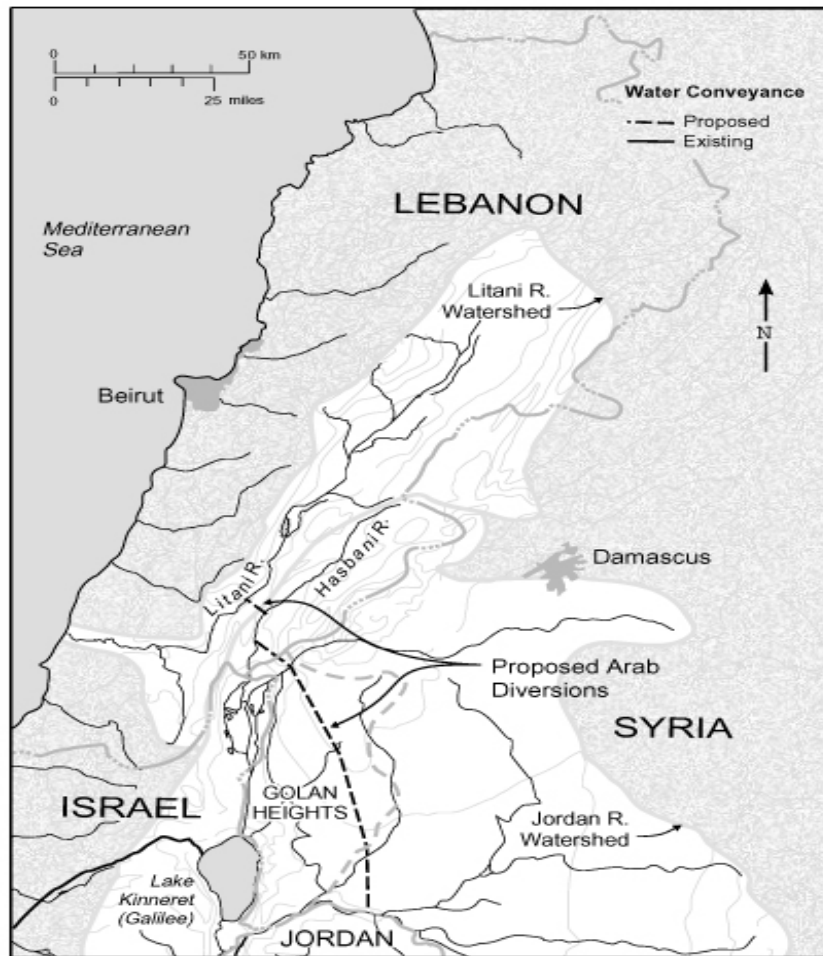 0
50 km
0
25 miles
Water Conveyance
Proposed
Existing
LEBANON
Mediterranean
Sea
Litani R.
Watershed
N
Beirut
Damascus
Litani R.
Hasbani R.
Proposed Arab
Diversions
SYRIA
GOLAN
HEIGHTS
ISRAEL
Jordan R.
Watershed
Lake
Kinneret
(Galilee)
JORDAN